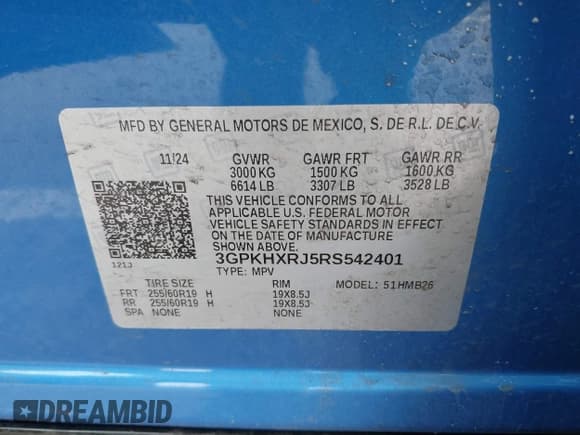 MFD BY GENERAL MOTORS DE MEXICO, S. DE R.L. DE C.V.
11/24 GVWR GAWR FRT GAWR RR
3000 KG 1500 KG 1600 KG
6614 LB 3307 LB 3528 LB
THIS VEHICLE CONFORMS TO ALL
APPLICABLE U.S. FEDERAL MOTOR
VEHICLE SAFETY STANDARDS IN EFFECT
ON THE DATE OF MANUFACTURE
SHOWN ABOVE.
121J 3GPKHXRJ5RS542401
TYPE: MPV
TIRE SIZE RIM MODEL: 51HMB26
FRT 255/60R19 H 19X8.5J
RR 255/60R19 H 19X8.5J
SPA NONE NONE
DREAMBID